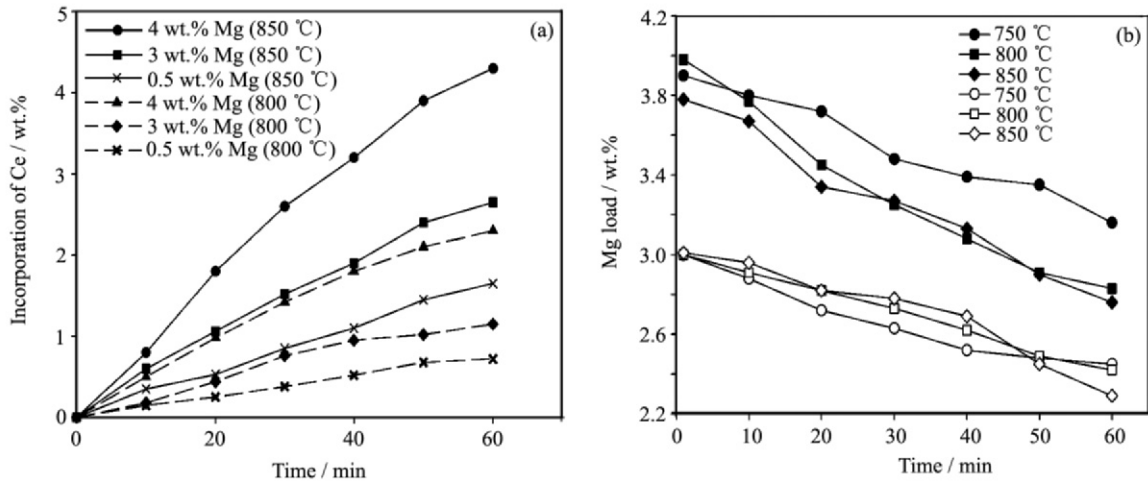 (a)
5
4
3
2
1
0
Incorporation of Ce / wt.%
4 wt.% Mg (850 ℃)
3 wt.% Mg (850 ℃)
0.5 wt.% Mg (850 ℃)
4 wt.% Mg (800 ℃)
3 wt.% Mg (800 ℃)
0.5 wt.% Mg (800 ℃)
0 20 40 60
Time / min
(b)
4.2
3.8
3.4
3.0
2.6
2.2
Mg load / wt.%
750 ℃
800 ℃
850 ℃
750 ℃
800 ℃
850 ℃
0 10 20 30 40 50 60
Time / min